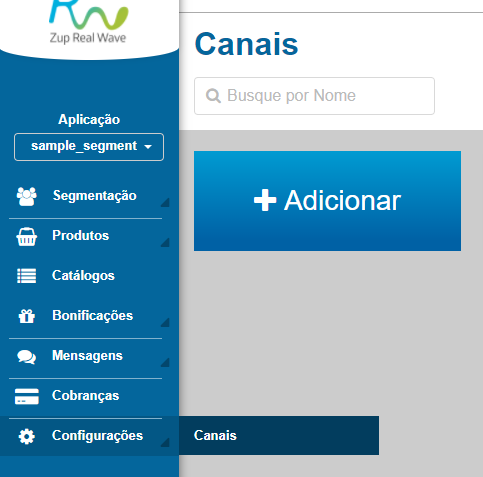 Zup Real Wave
Aplicação
sample_segment
Segmentação
Produtos
Catálogos
Bonificações
Mensagens
Cobranças
Configurações
Canais
Canais
Busque por Nome
Adicionar